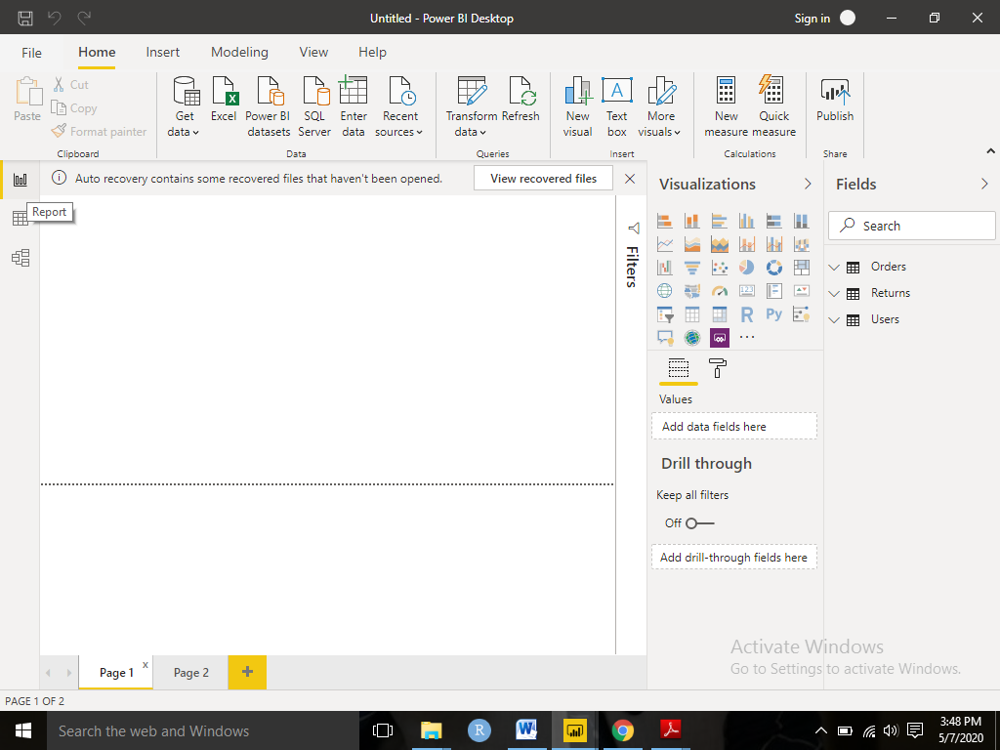 Untitled - Power BI Desktop
Sign in
File Home Insert Modeling View Help
Paste
Cut
Copy
Format painter
Clipboard
Get data
Excel
Power BI datasets
SQL Server
Enter data
Recent sources
Data
Transform data
Refresh
Queries
New visual
Text box
More visuals
Insert
New measure
Quick measure
Calculations
Publish
Share
Auto recovery contains some recovered files that haven't been opened.
View recovered files
Report
Filters
Visualizations
R
Py
Values
Add data fields here
Drill through
Keep all filters
Off
Add drill-through fields here
Fields
Search
Orders
Returns
Users
Activate Windows
Go to Settings to activate Windows.
Page 1 x
Page 2
+
PAGE 1 OF 2
Search the web and Windows
3:48 PM
5/7/2020